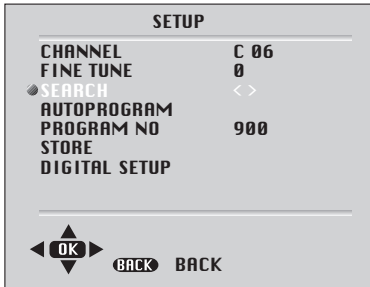 SETUP
CHANNEL C 06
FINE TUNE 0
SEARCH < >
AUTOPROGRAM
PROGRAM NO 900
STORE
DIGITAL SETUP
OK
BACK BACK